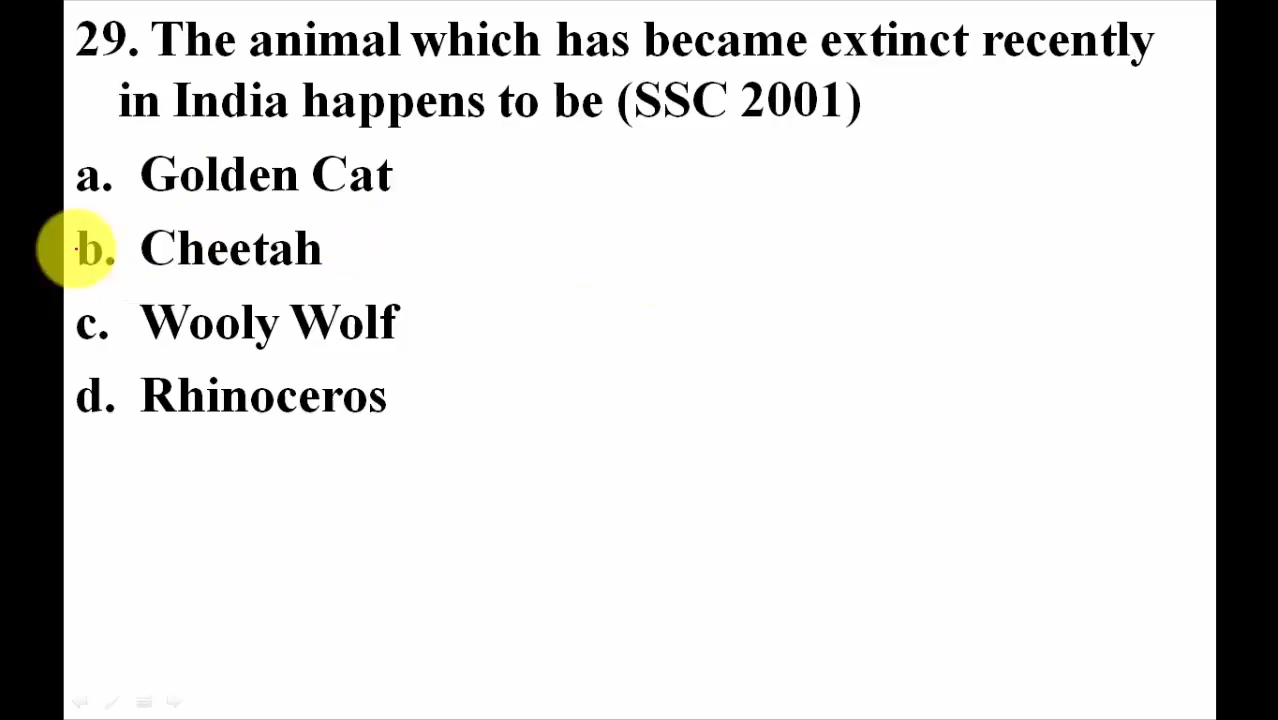 29. The animal which has became extinct recently
in India happens to be (SSC 2001)
a. Golden Cat
b. Cheetah
c. Wooly Wolf
d. Rhinoceros